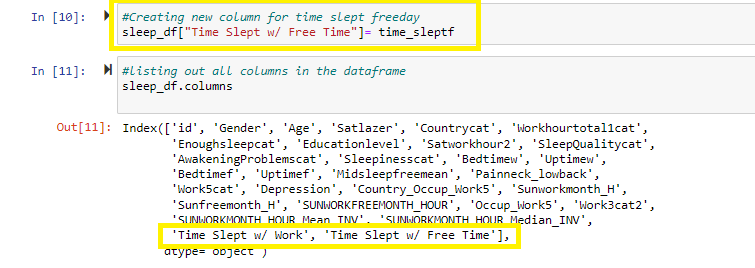 In [10]:
#Creating new column for time slept freeday
sleep_df["Time Slept w/ Free Time"]= time_sleptf
In [11]:
#listing out all columns in the dataframe
sleep_df.columns
Out[11]: Index(['id', 'Gender', 'Age', 'Satlazer', 'Countrycat', 'Workhourtotal1cat',
'Enoughsleepcat', 'Educationlevel', 'Satworkhour2', 'SleepQualitycat',
'AwakeningProblemscat', 'Sleepinesscat', 'Bedtimew', 'Uptimew',
'Bedtimef', 'Uptimef', 'Midsleepfreemean', 'Painneck_lowback',
'Work5cat', 'Depression', 'Country_Occup_Work5', 'Sunworkmonth_H',
'Sunfreemonth_H', 'SUNWORKFREEMONTH_HOUR', 'Occup_Work5', 'Work3cat2',
'SUNWORKMONTH_HOUR_Mean_INV', 'SUNWORKMONTH_HOUR_Median_INV',
'Time Slept w/ Work', 'Time Slept w/ Free Time'],
dtype='object')